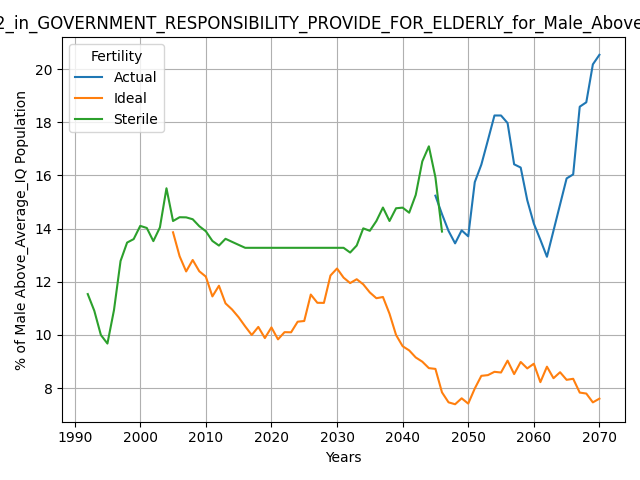 2_in_GOVERNMENT_RESPONSIBILITY_PROVIDE_FOR_ELDERLY_for_Male_Above
Fertility
Actual
Ideal
Sterile
% of Male Above_Average_IQ Population
20
18
16
14
12
10
8
1990 2000 2010 2020 2030 2040 2050 2060 2070
Years